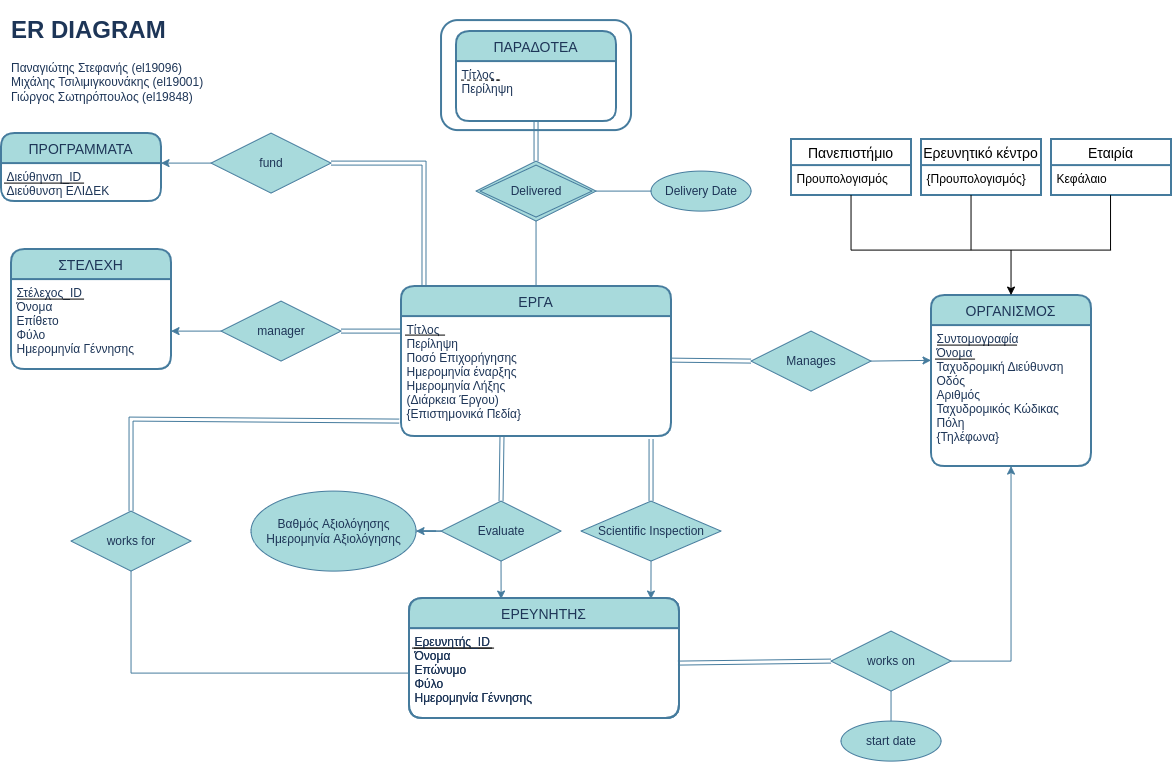 ER DIAGRAM
Παναγιώτης Στεφανής (el19096)
Μιχάλης Τσιλιμιγκουνάκης (el19001)
Γιώργος Σωτηρόπουλος (el19848)
ΠΑΡΑΔΟΤΕΑ
Τίτλος
Περίληψη
ΠΡΟΓΡΑΜΜΑΤΑ
Διεύθηνση_ID
Διεύθυνση ΕΛΙΔΕΚ
fund
Delivered
Delivery Date
Πανεπιστήμιο
Προυπολογισμός
Ερευνητικό κέντρο
{Προυπολογισμός}
Εταιρία
Κεφάλαιο
ΣΤΕΛΕΧΗ
Στέλεχος_ID
Όνομα
Επίθετο
Φύλο
Ημερομηνία Γέννησης
manager
ΕΡΓΑ
Τίτλος
Περίληψη
Ποσό Επιχορήγησης
Ημερομηνία έναρξης
Ημερομηνία Λήξης
(Διάρκεια Έργου)
{Επιστημονικά Πεδία}
Manages
ΟΡΓΑΝΙΣΜΟΣ
Συντομογραφία
Όνομα
Ταχυδρομική Διεύθυνση
Οδός
Αριθμός
Ταχυδρομικός Κώδικας
Πόλη
{Τηλέφωνα}
works for
Βαθμός Αξιολόγησης
Ημερομηνία Αξιολόγησης
Evaluate
Scientific Inspection
ΕΡΕΥΝΗΤΗΣ
Ερευνητής_ID
Όνομα
Επώνυμο
Φύλο
Ημερομηνία Γέννησης
works on
start date